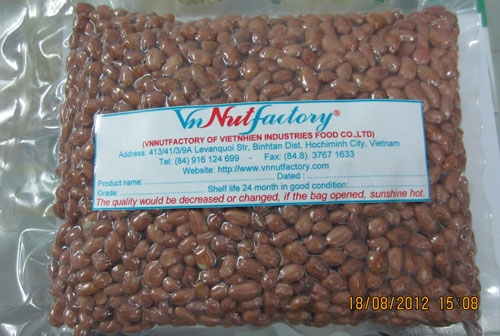 VnNutfactory®
(VNNUTFACTORY OF VIETNHIEN INDUSTRIES FOOD CO.,LTD)
Address: 413/41/3/9A Levanquoi Str, Binhtan Dist, Hochiminh City, Vietnam
Tel: (84) 916 124 699 - Fax: (84.8). 3767 1633
Website: http://www.vnnutfactory.com
Product name: ................................ Dated : ................
Grade: ........................ Shelf life 24 month in good condition
The quality would be decreased or changed, if the bag opened, sunshine hot.
18/08/2012 15:08